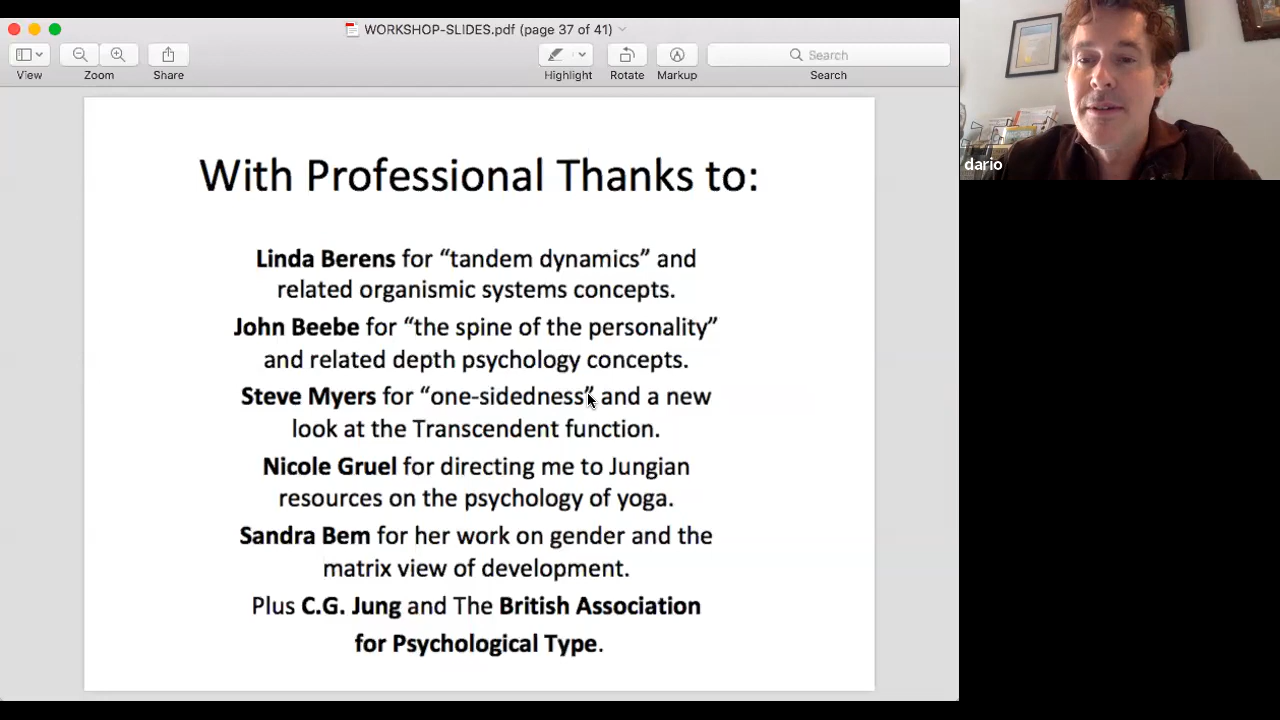 WORKSHOP-SLIDES.pdf (page 37 of 41)
View
Zoom
Share
Highlight
Rotate
Markup
Search
Search
dario
With Professional Thanks to:
Linda Berens for “tandem dynamics” and
related organismic systems concepts.
John Beebe for “the spine of the personality”
and related depth psychology concepts.
Steve Myers for “one-sidedness” and a new
look at the Transcendent function.
Nicole Gruel for directing me to Jungian
resources on the psychology of yoga.
Sandra Bem for her work on gender and the
matrix view of development.
Plus C.G. Jung and The British Association
for Psychological Type.